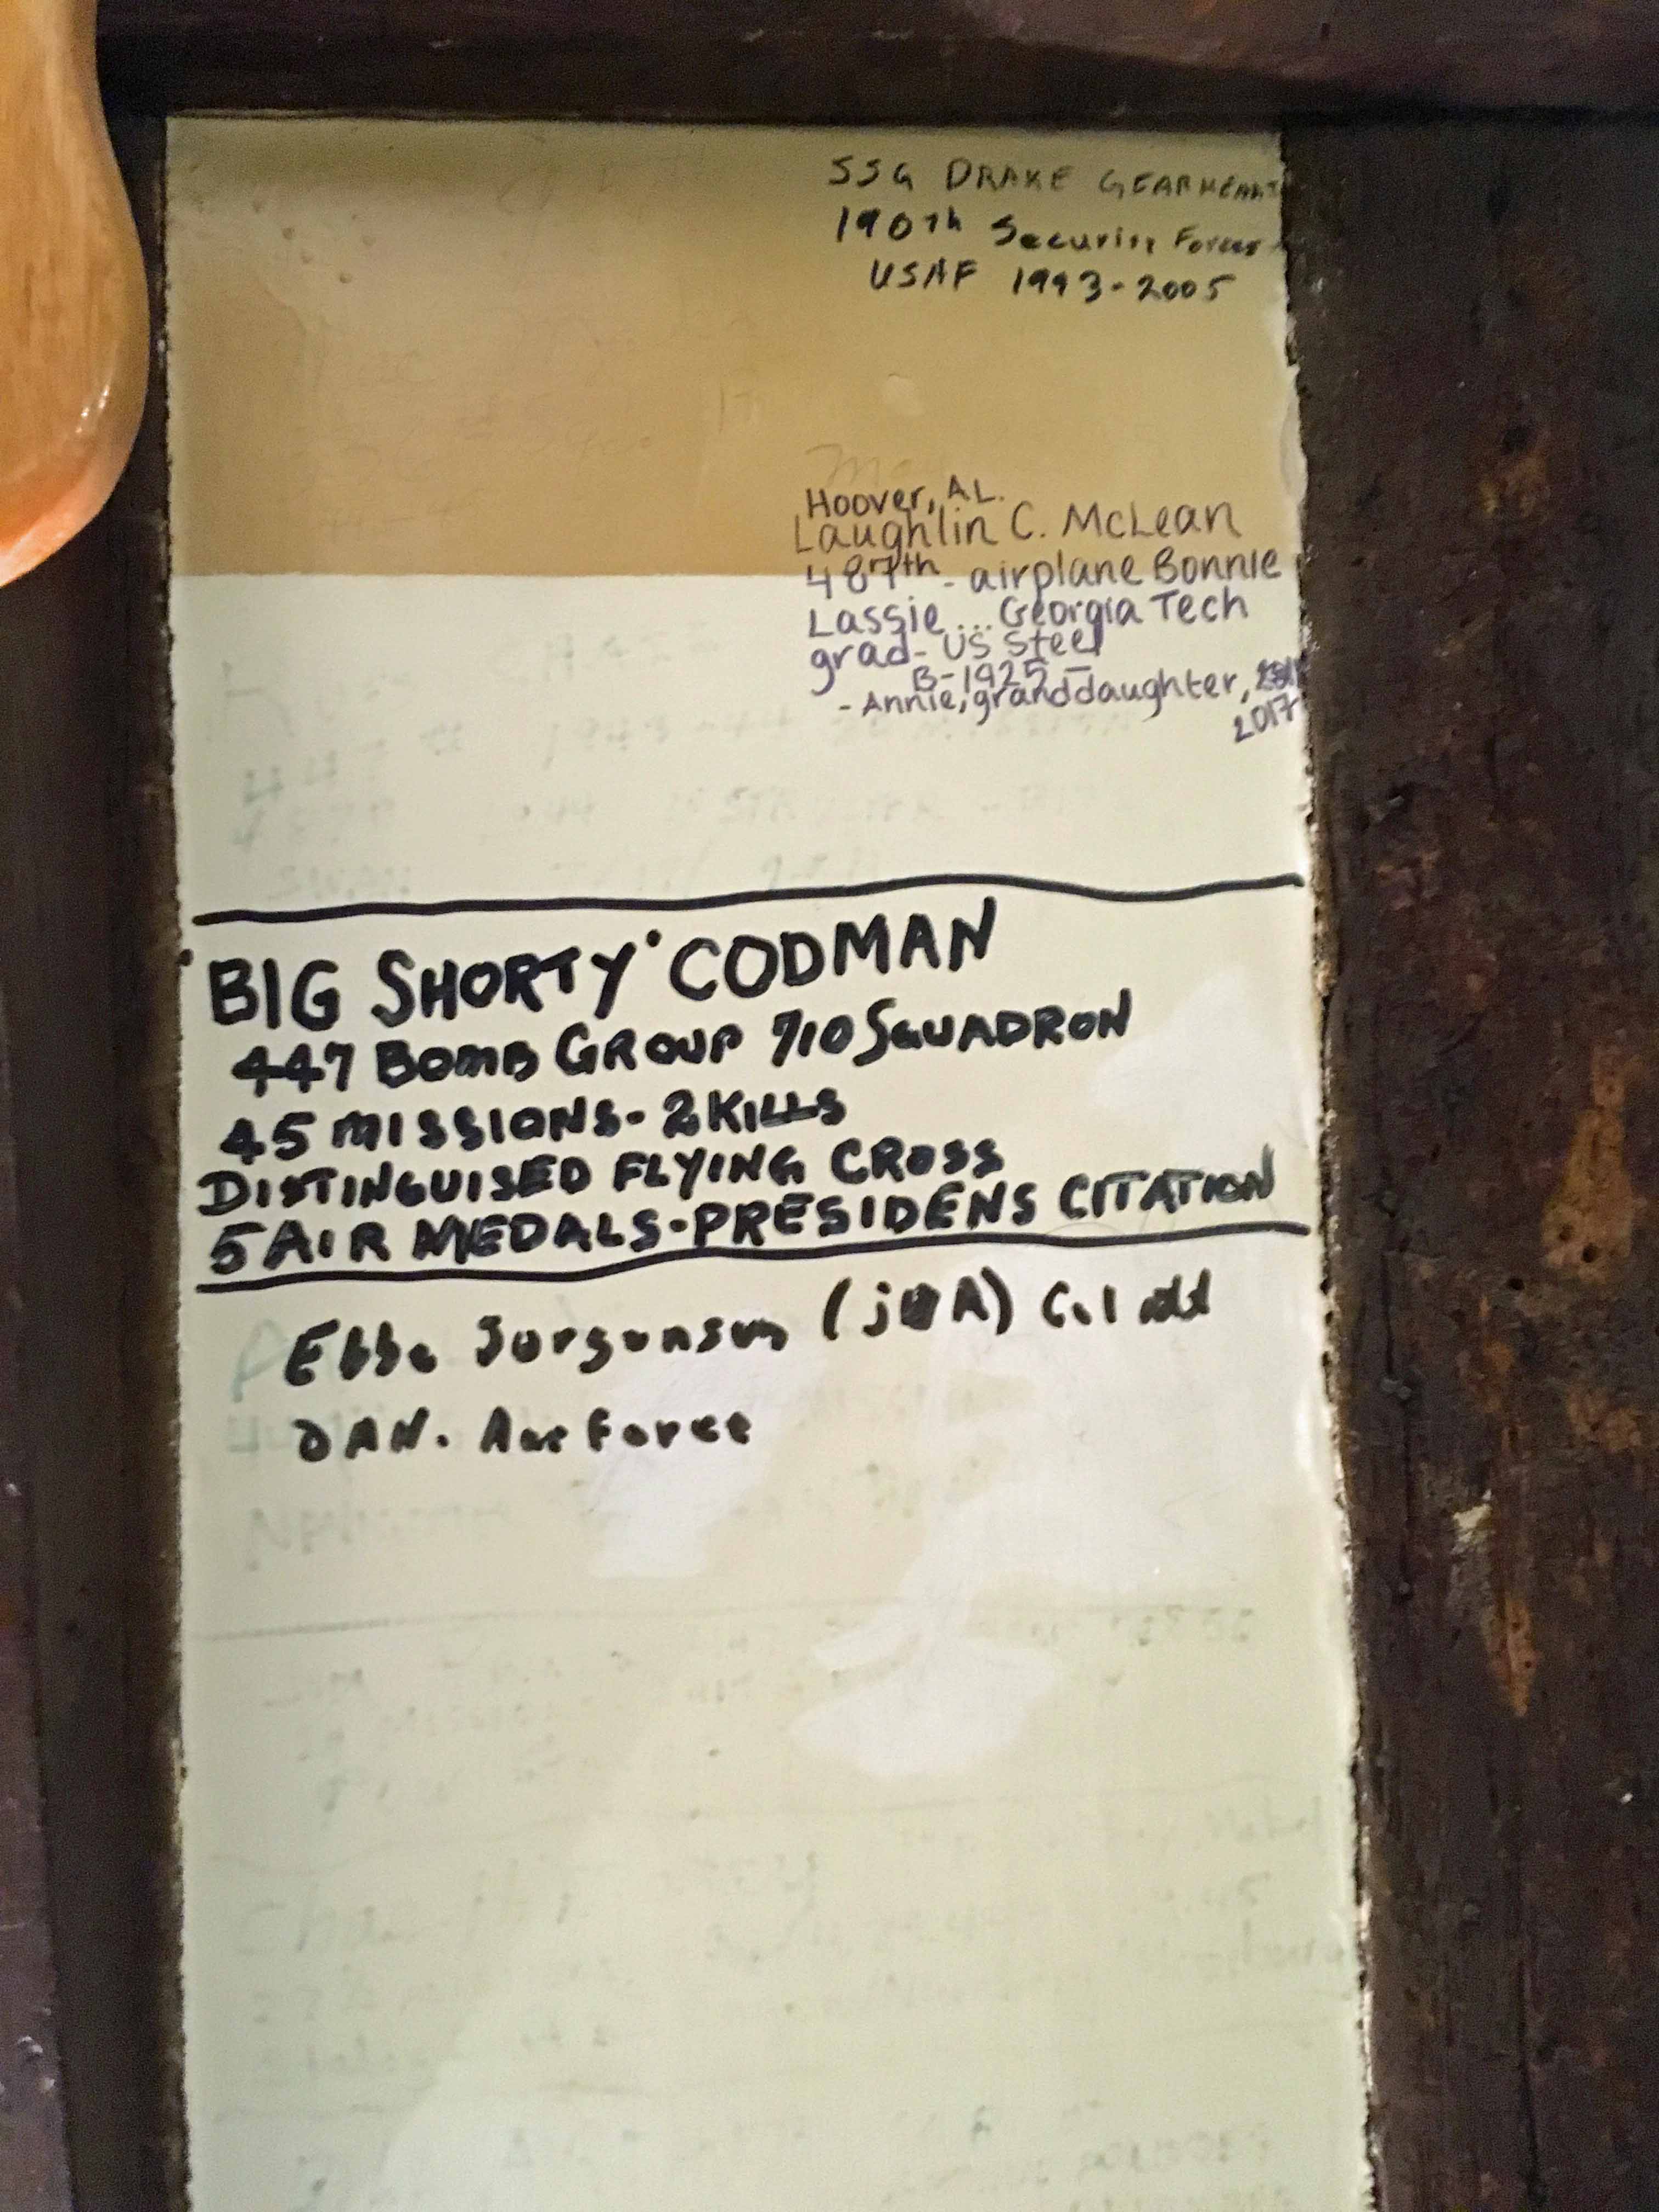 SSG DRAKE GEARHEART
190Th Security Forces
USAF 1993-2005
Hoover, AL.
Laughlin C. McLean
487th - airplane Bonnie
Lassie ... Georgia Tech
grad - US Steel
B-1925 -
- Annie, granddaughter,
2017
"BIG SHORTY" CODMAN
447 BOMB GROUP 710 SQUADRON
45 MISSIONS - 2 KILLS
DISTINGUISED FLYING CROSS
5 AIR MEDALS - PRESIDENS CITATION
Ebbe Jorgensen
DAN. Air Force